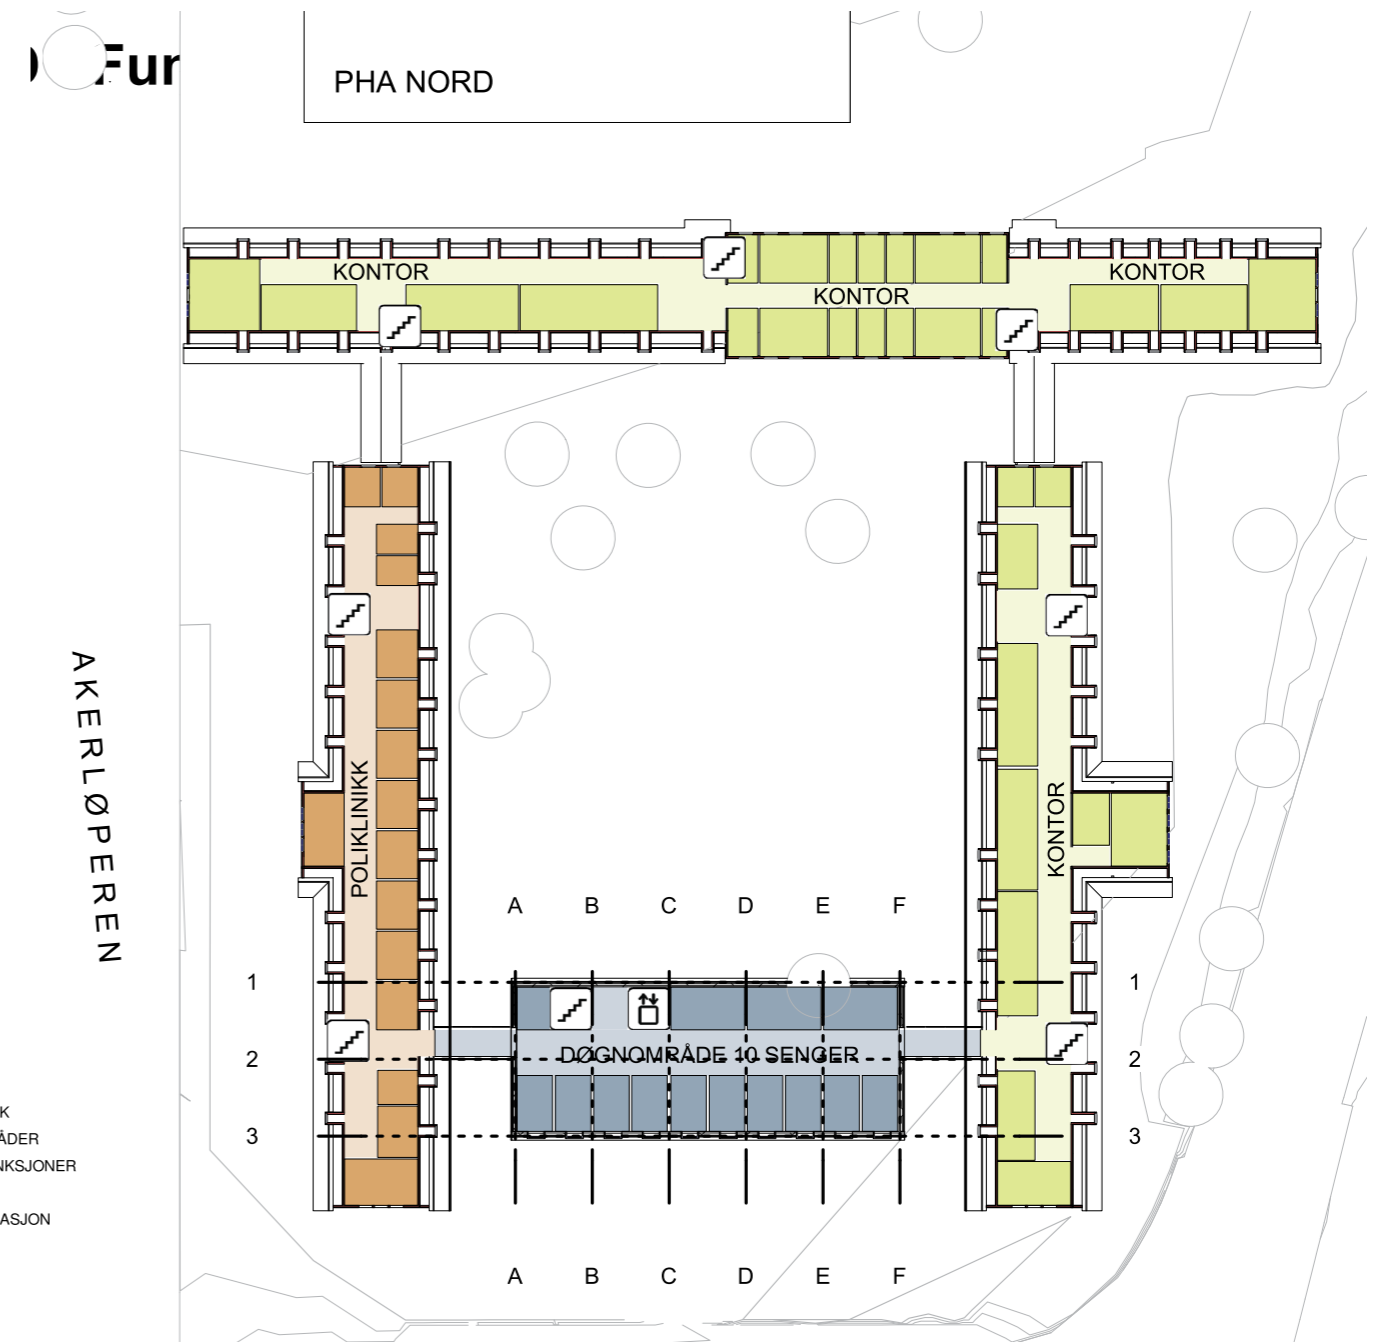 Fun
PHA NORD
KONTOR
KONTOR
KONTOR
AKERLØPEREN
POLIKLINIKK
KONTOR
A B C D E F
1 1
DØGNOMRÅDE 10 SENGER
2 2
K
ÅDER
3 3
NKSJONER
ASJON
A B C D E F